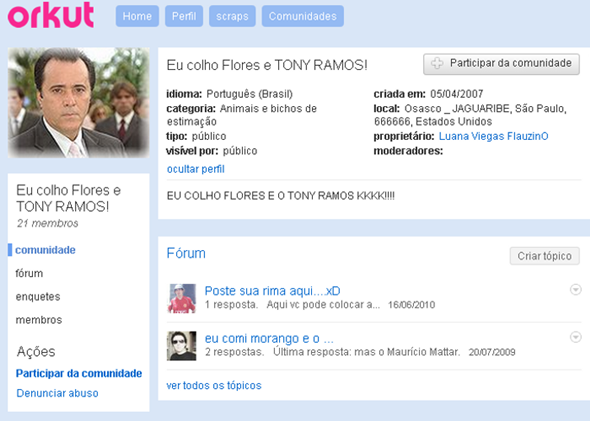 orkut
Home
Perfil
scraps
Comunidades
Eu colho Flores e TONY RAMOS!
Participar da comunidade
idioma: Português (Brasil)
categoria: Animais e bichos de
estimação
tipo: público
visível por: público
ocultar perfil
criada em: 05/04/2007
local: Osasco _ JAGUARIBE, São Paulo,
666666, Estados Unidos
proprietário: Luana Viegas FlauzinO
moderadores:
EU COLHO FLORES E O TONY RAMOS KKKK!!!!
Eu colho Flores e
TONY RAMOS!
21 membros
comunidade
fórum
enquetes
membros
Ações
Participar da comunidade
Denunciar abuso
Fórum
Criar tópico
Poste sua rima aqui....xD
1 resposta. Aqui vc pode colocar a... 16/06/2010
eu comi morango e o ...
2 respostas. Última resposta: mas o Maurício Mattar. 20/07/2009
ver todos os tópicos